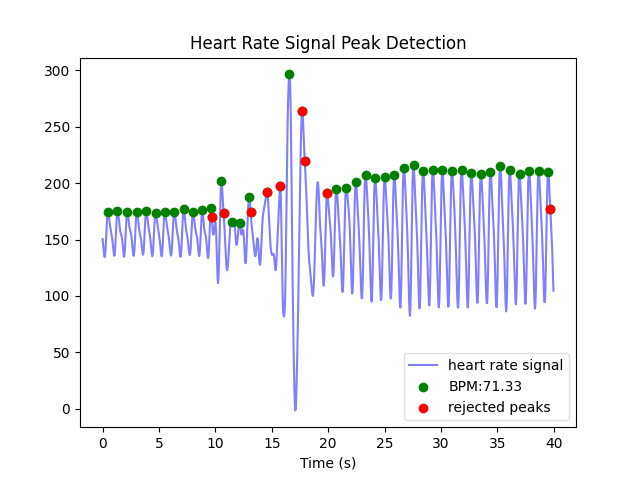 Heart Rate Signal Peak Detection
300
250
200
150
100
50
0
heart rate signal
BPM:71.33
rejected peaks
0 5 10 15 20 25 30 35 40
Time (s)